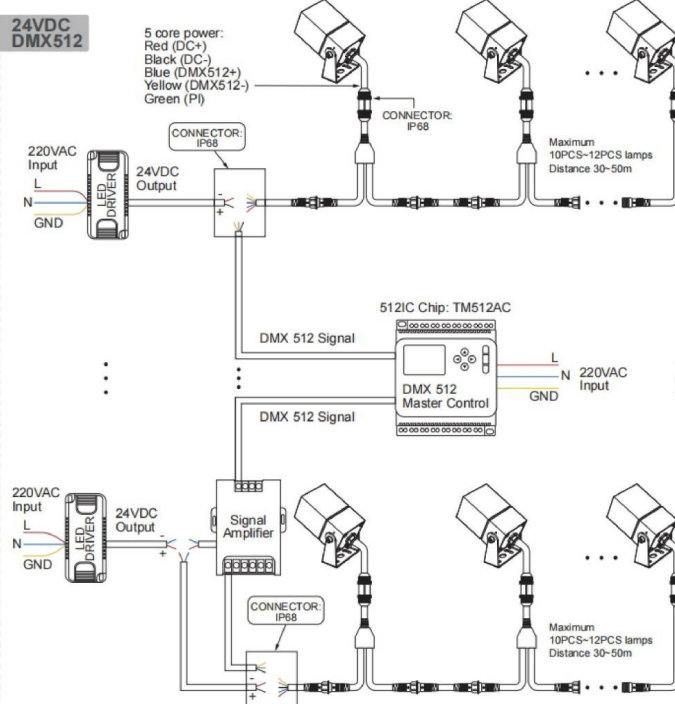 24VDC
DMX512
5 core power:
Red (DC+)
Black (DC-)
Blue (DMX512+)
Yellow (DMX512-)
Green (PI)
CONNECTOR:
IP68
CONNECTOR:
IP68
220VAC
Input
L
N
GND
LED
DRIVER
24VDC
Output
-
+
Maximum
10PCS~12PCS lamps
Distance 30~50m
512IC Chip: TM512AC
DMX 512 Signal
DMX 512
Master Control
L
N
GND
220VAC
Input
DMX 512 Signal
220VAC
Input
L
N
GND
LED
DRIVER
24VDC
Output
-
+
Signal
Amplifier
CONNECTOR:
IP68
-
+
Maximum
10PCS~12PCS lamps
Distance 30~50m